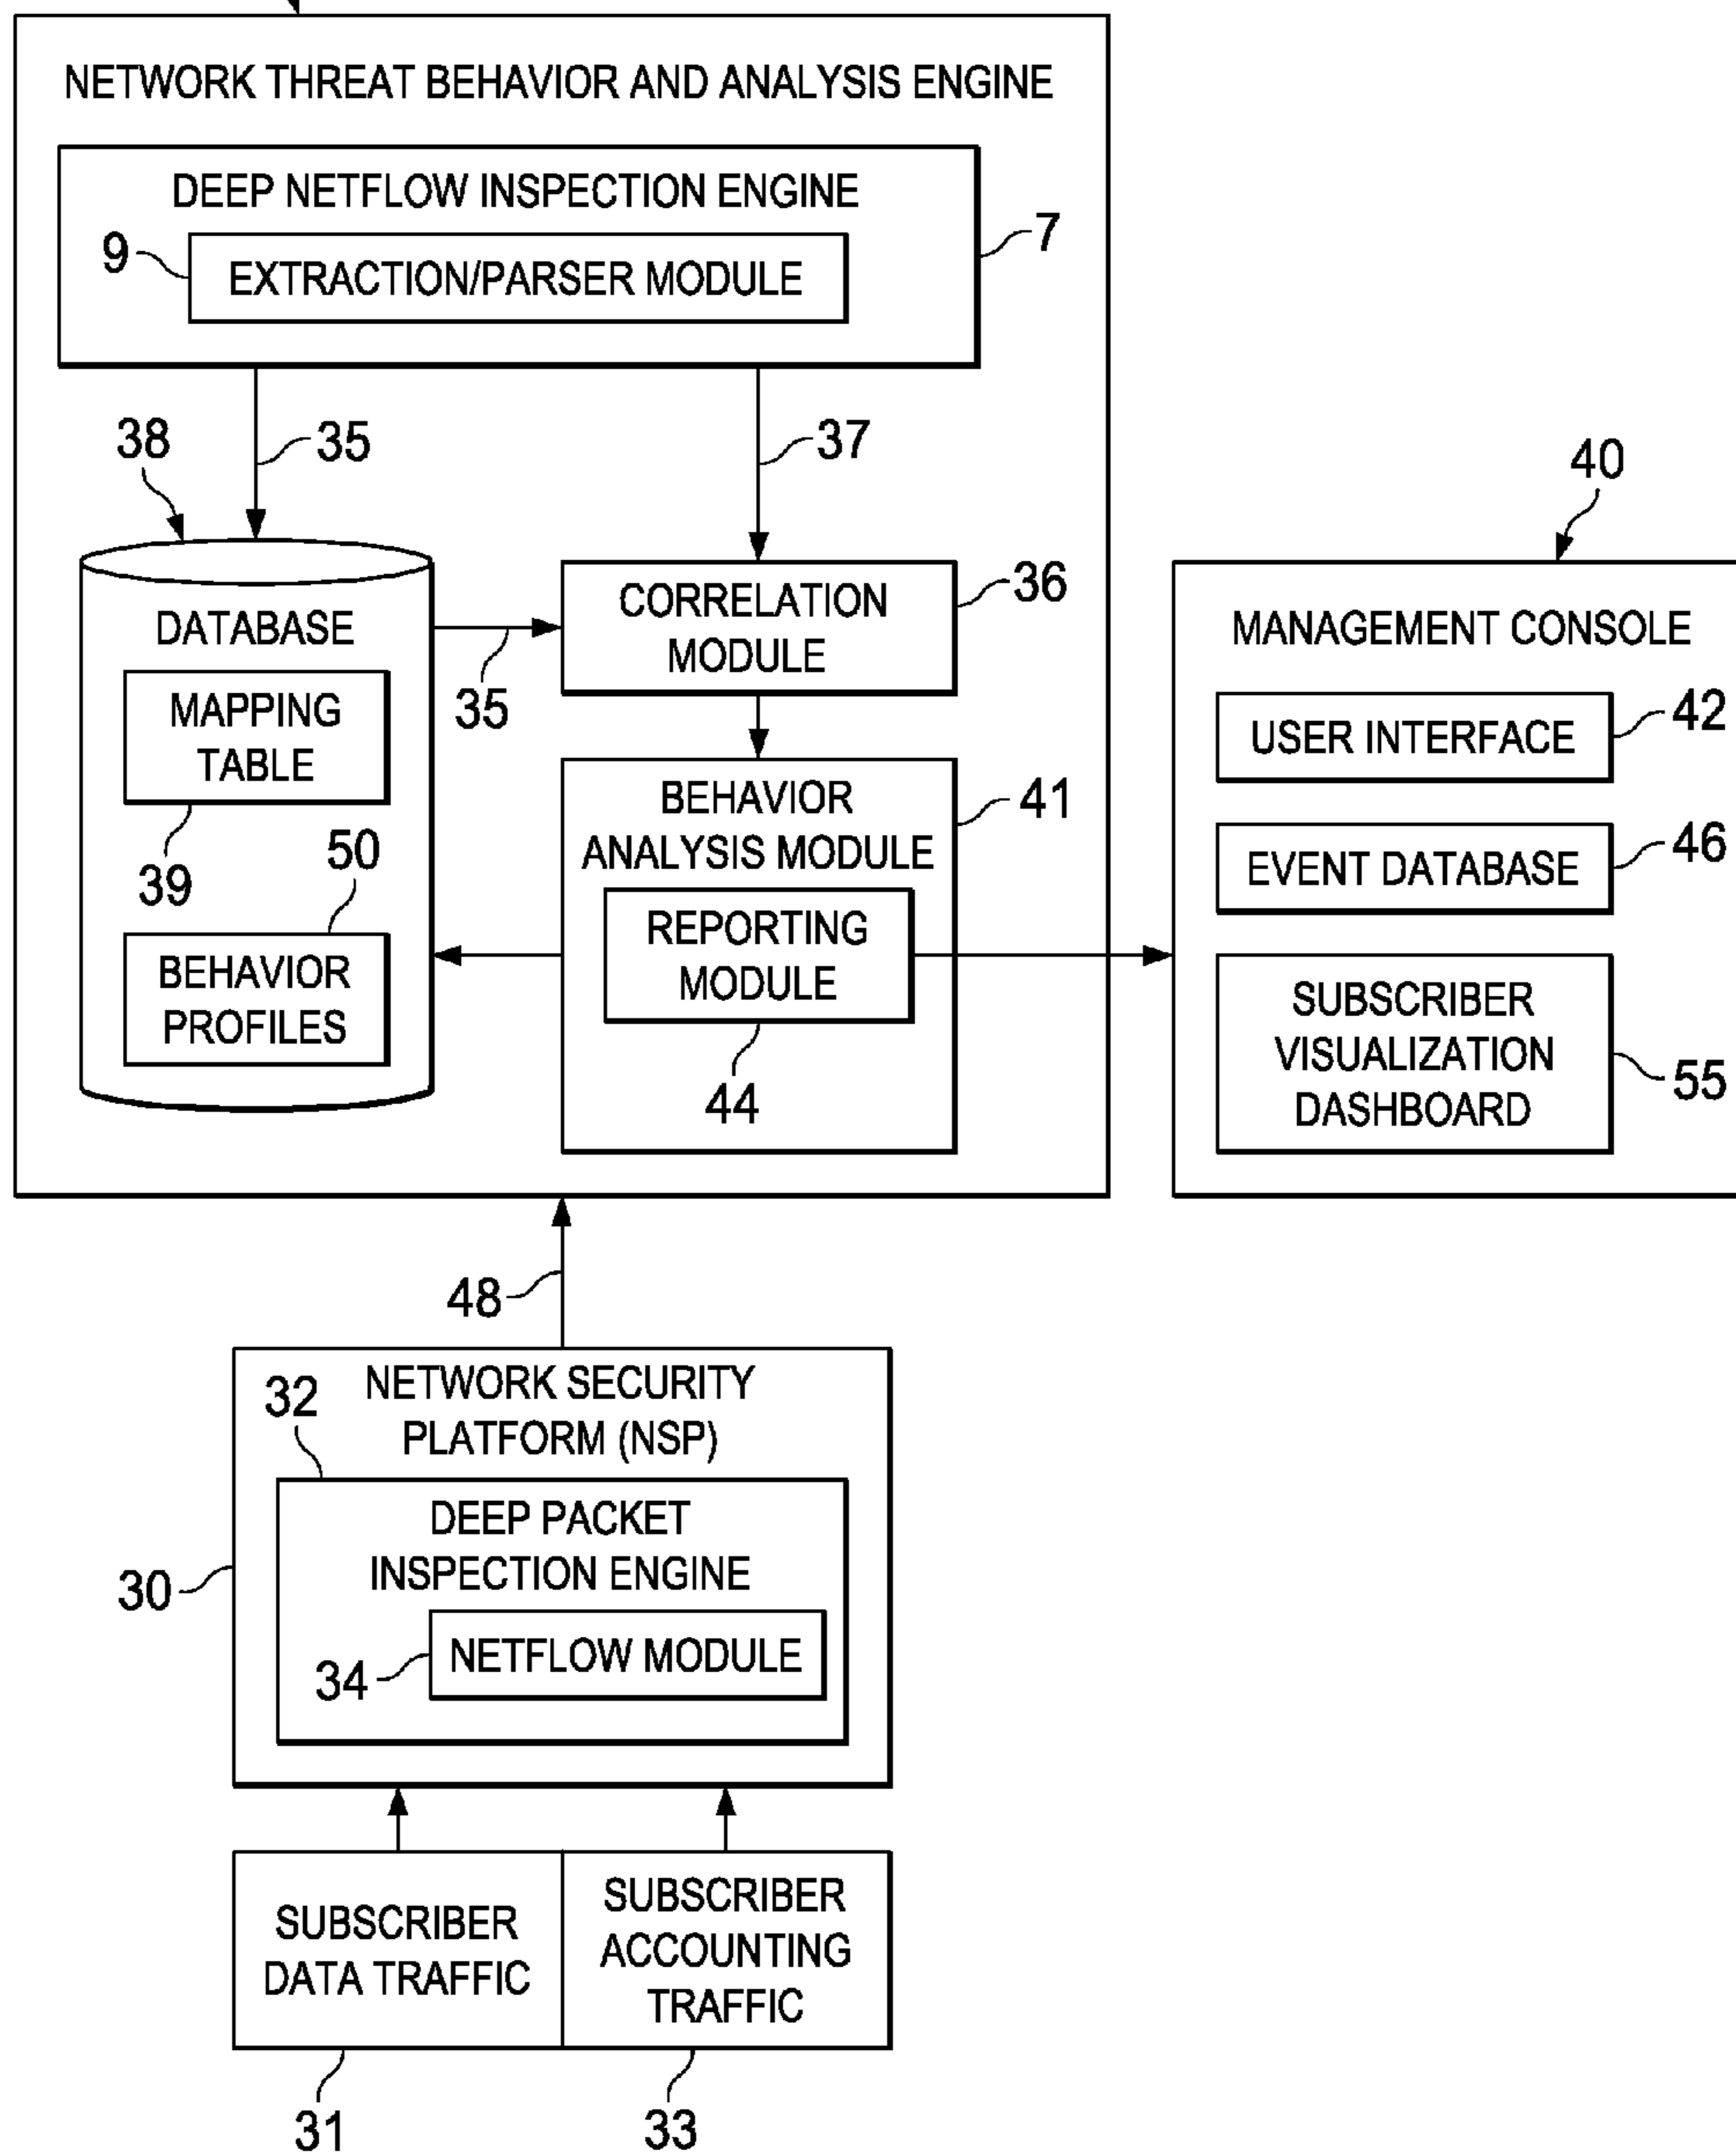 NETWORK THREAT BEHAVIOR AND ANALYSIS ENGINE
DEEP NETFLOW INSPECTION ENGINE
7
9
EXTRACTION/PARSER MODULE
38
35
37
40
DATABASE
MAPPING
TABLE
39
50
BEHAVIOR
PROFILES
35
CORRELATION
MODULE
36
BEHAVIOR
ANALYSIS MODULE
41
REPORTING
MODULE
44
MANAGEMENT CONSOLE
USER INTERFACE
42
EVENT DATABASE
46
SUBSCRIBER
VISUALIZATION
DASHBOARD
55
48
NETWORK SECURITY
PLATFORM (NSP)
32
DEEP PACKET
INSPECTION ENGINE
30
NETFLOW MODULE
34
SUBSCRIBER
DATA TRAFFIC
SUBSCRIBER
ACCOUNTING
TRAFFIC
31
33